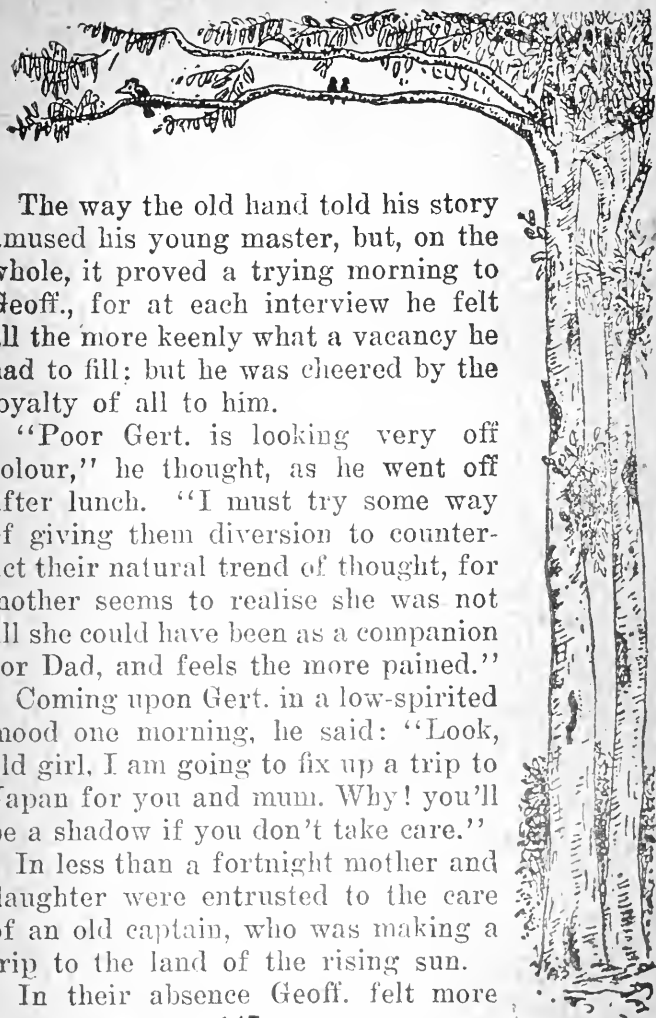 The way the old hand told his story
mused his young master, but, on the
whole, it proved a trying morning to
Geoff., for at each interview he felt
ll the more keenly what a vacancy he
had to fill; but he was cheered by the
oyalty of all to him.
"Poor Gert. is looking very off
olour," he thought, as he went off
fter lunch. "I must try some way
f giving them diversion to counter-
ct their natural trend of thought, for
mother seems to realise she was not
ll she could have been as a companion
or Dad, and feels the more pained."
Coming upon Gert. in a low-spirited
mood one morning, he said: "Look,
ld girl, I am going to fix up a trip to
Japan for you and mum. Why! you'll
be a shadow if you don't take care."
In less than a fortnight mother and
daughter were entrusted to the care
of an old captain, who was making a
rip to the land of the rising sun.
In their absence Geoff. felt more